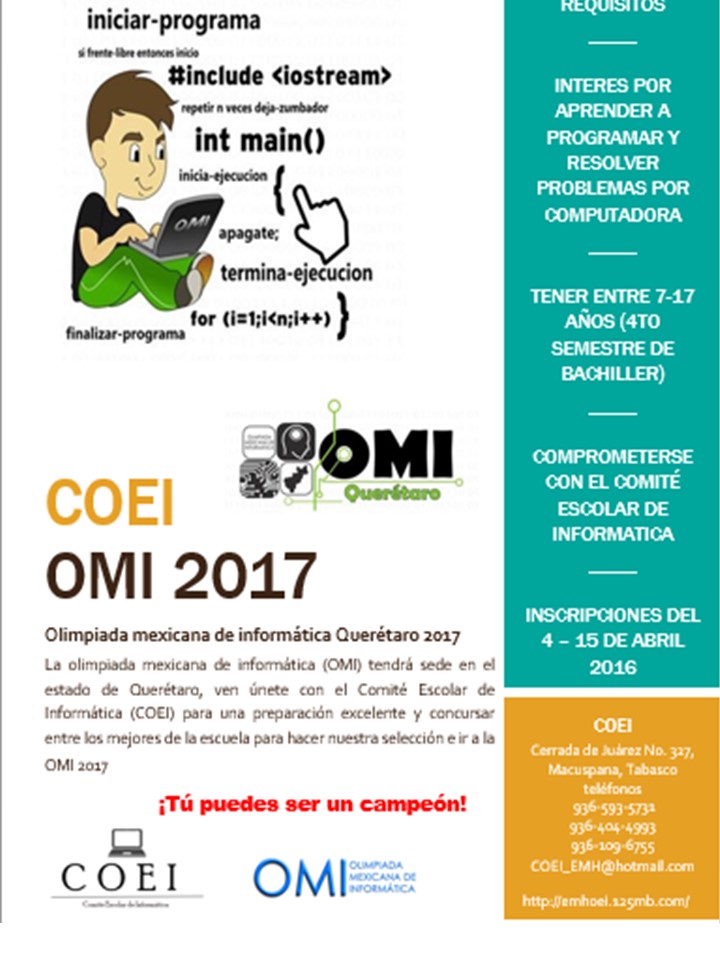 iniciar-programa
si frente-libre entonces inicio
#include <iostream>
repetir n veces deja-zumbador
int main()
inicia-ejecucion {
OMI
apagate;
termina-ejecucion
for (i=1;i<n;i++) }
finalizar-programa
OMI
Querétaro
COEI
OMI 2017
Olimpiada mexicana de informática Querétaro 2017
La olimpiada mexicana de informática (OMI) tendrá sede en el
estado de Querétaro, ven únete con el Comité Escolar de
Informática (COEI) para una preparación excelente y concursar
entre los mejores de la escuela para hacer nuestra selección e ir a la
OMI 2017
¡Tú puedes ser un campeón!
COEI
Comité Escolar de Informática
OMI OLIMPIADA
MEXICANA DE
INFORMÁTICA
REQUISITOS
INTERES POR
APRENDER A
PROGRAMAR Y
RESOLVER
PROBLEMAS POR
COMPUTADORA
TENER ENTRE 7-17
AÑOS (4TO
SEMESTRE DE
BACHILLER)
COMPROMETERSE
CON EL COMITÉ
ESCOLAR DE
INFORMATICA
INSCRIPCIONES DEL
4 – 15 DE ABRIL
2016
COEI
Cerrada de Juárez No. 327,
Macuspana, Tabasco
teléfonos
936-593-5731
936-404-4993
936-109-6755
COEI_EMH@hotmail.com
http://emhoei.125mb.com/